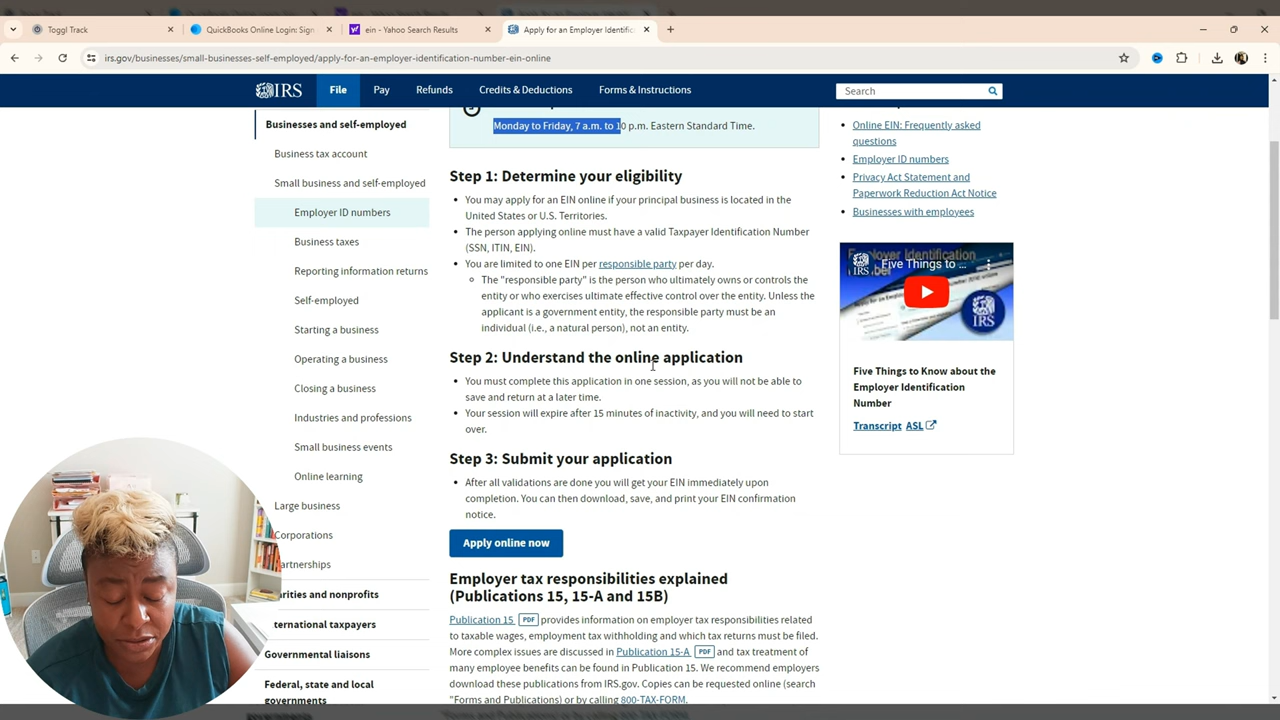 Toggl Track
QuickBooks Online Login: Sign
ein - Yahoo Search Results
Apply for an Employer Identific
irs.gov/businesses/small-businesses-self-employed/apply-for-an-employer-identification-number-ein-online
IRS
File
Pay
Refunds
Credits & Deductions
Forms & Instructions
Search
Businesses and self-employed
Business tax account
Small business and self-employed
Employer ID numbers
Business taxes
Reporting information returns
Self-employed
Starting a business
Operating a business
Closing a business
Industries and professions
Small business events
Online learning
Large business
Corporations
artnerships
arities and nonprofits
nternational taxpayers
Governmental liaisons
Federal, state and local
governments
Monday to Friday, 7 a.m. to 10 p.m. Eastern Standard Time.
Step 1: Determine your eligibility
• You may apply for an EIN online if your principal business is located in the
United States or U.S. Territories.
• The person applying online must have a valid Taxpayer Identification Number
(SSN, ITIN, EIN).
• You are limited to one EIN per responsible party per day.
The "responsible party" is the person who ultimately owns or controls the
entity or who exercises ultimate effective control over the entity. Unless the
applicant is a government entity, the responsible party must be an
individual (i.e., a natural person), not an entity.
Step 2: Understand the online application
• You must complete this application in one session, as you will not be able to
save and return at a later time.
• Your session will expire after 15 minutes of inactivity, and you will need to start
over.
Step 3: Submit your application
• After all validations are done you will get your EIN immediately upon
completion. You can then download, save, and print your EIN confirmation
notice.
Apply online now
Employer tax responsibilities explained
(Publications 15, 15-A and 15B)
Publication 15 PDF provides information on employer tax responsibilities related
to taxable wages, employment tax withholding and which tax returns must be filed.
More complex issues are discussed in Publication 15-A PDF and tax treatment of
many employee benefits can be found in Publication 15. We recommend employers
download these publications from IRS.gov. Copies can be requested online (search
"Forms and Publications) or by calling 800-TAX-FORM.
Online EIN: Frequently asked
questions
Employer ID numbers
Privacy Act Statement and
Paperwork Reduction Act Notice
Businesses with employees
Employer Identification
Five Things to ...
IRS
Five Things to Know about the
Employer Identification
Number
Transcript ASL